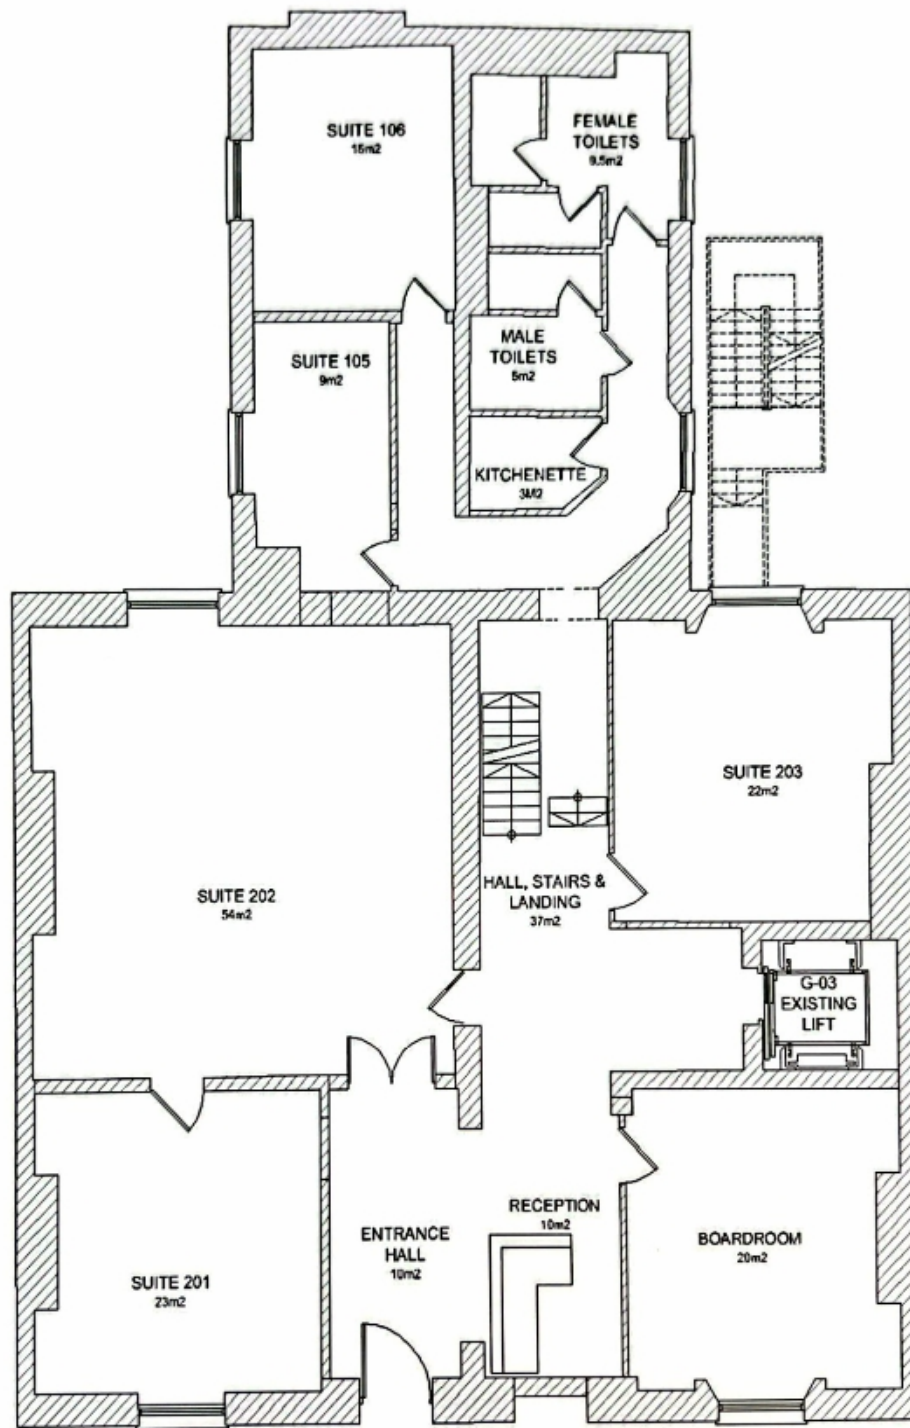 SUITE 106
15m2
FEMALE
TOILETS
9.5m2
SUITE 105
9m2
MALE
TOILETS
5m2
KITCHENETTE
3M2
SUITE 203
22m2
SUITE 202
54m2
HALL, STAIRS &
LANDING
37m2
G-03
EXISTING
LIFT
RECEPTION
10m2
ENTRANCE
HALL
10m2
BOARDROOM
20m2
SUITE 201
23m2